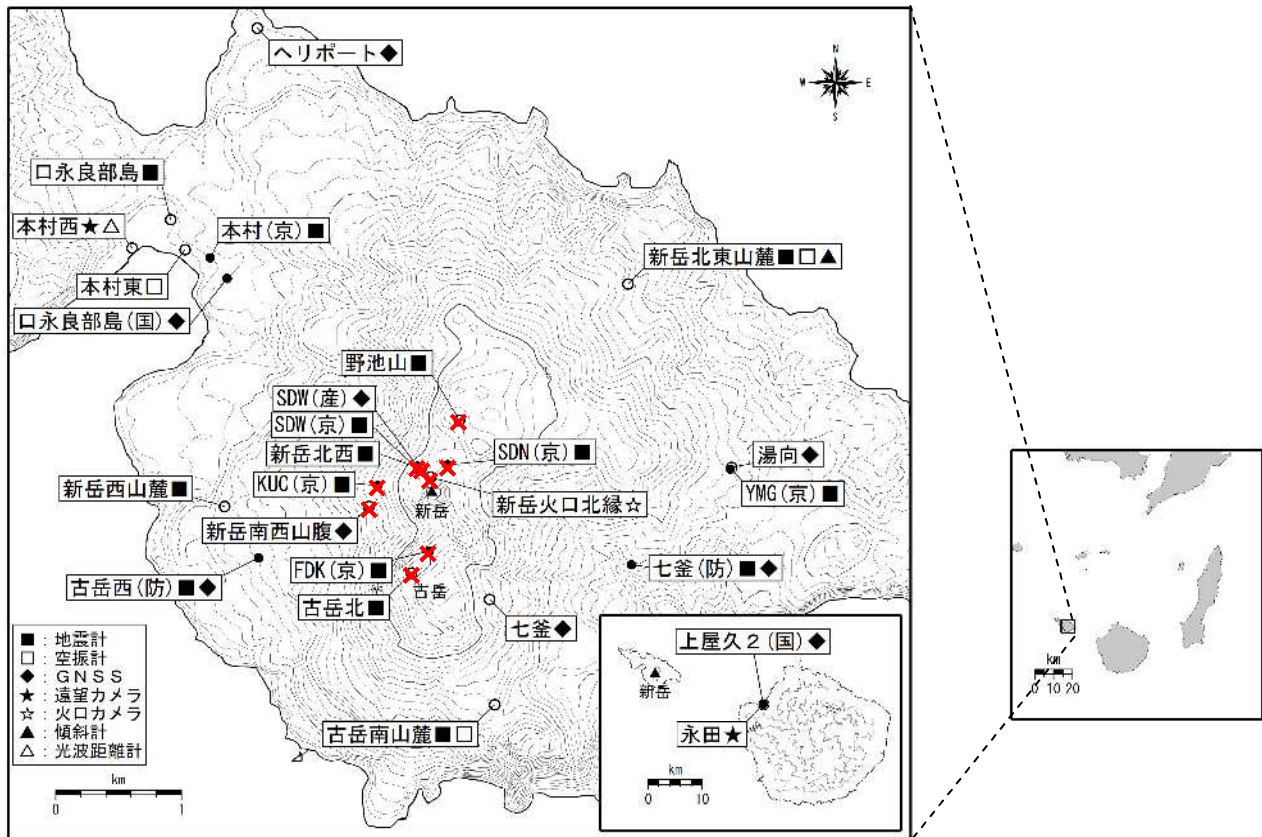 ヘリポート◆
N
W E
S
口永良部島■
本村西★△
本村(京)■
本村東□
口永良部島(国)◆
新岳北東山麓■□▲
野池山■
SDW(産)◆
SDW(京)■
新岳北西■
SDN(京)■
KUC(京)■
新岳西山麓■
新岳南西山腹◆
新岳
新岳火口北縁☆
湯向◆
YMG(京)■
FDK(京)■
古岳北■
古岳
古岳西(防)■◆
七釜(防)■◆
七釜◆
古岳南山麓■□
■：地震計
□：空振計
◆：GNSS
★：遠望カメラ
☆：火口カメラ
▲：傾斜計
△：光波距離計
km
0 1
上屋久２(国)◆
新岳
永田★
km
0 10
km
0 10 20